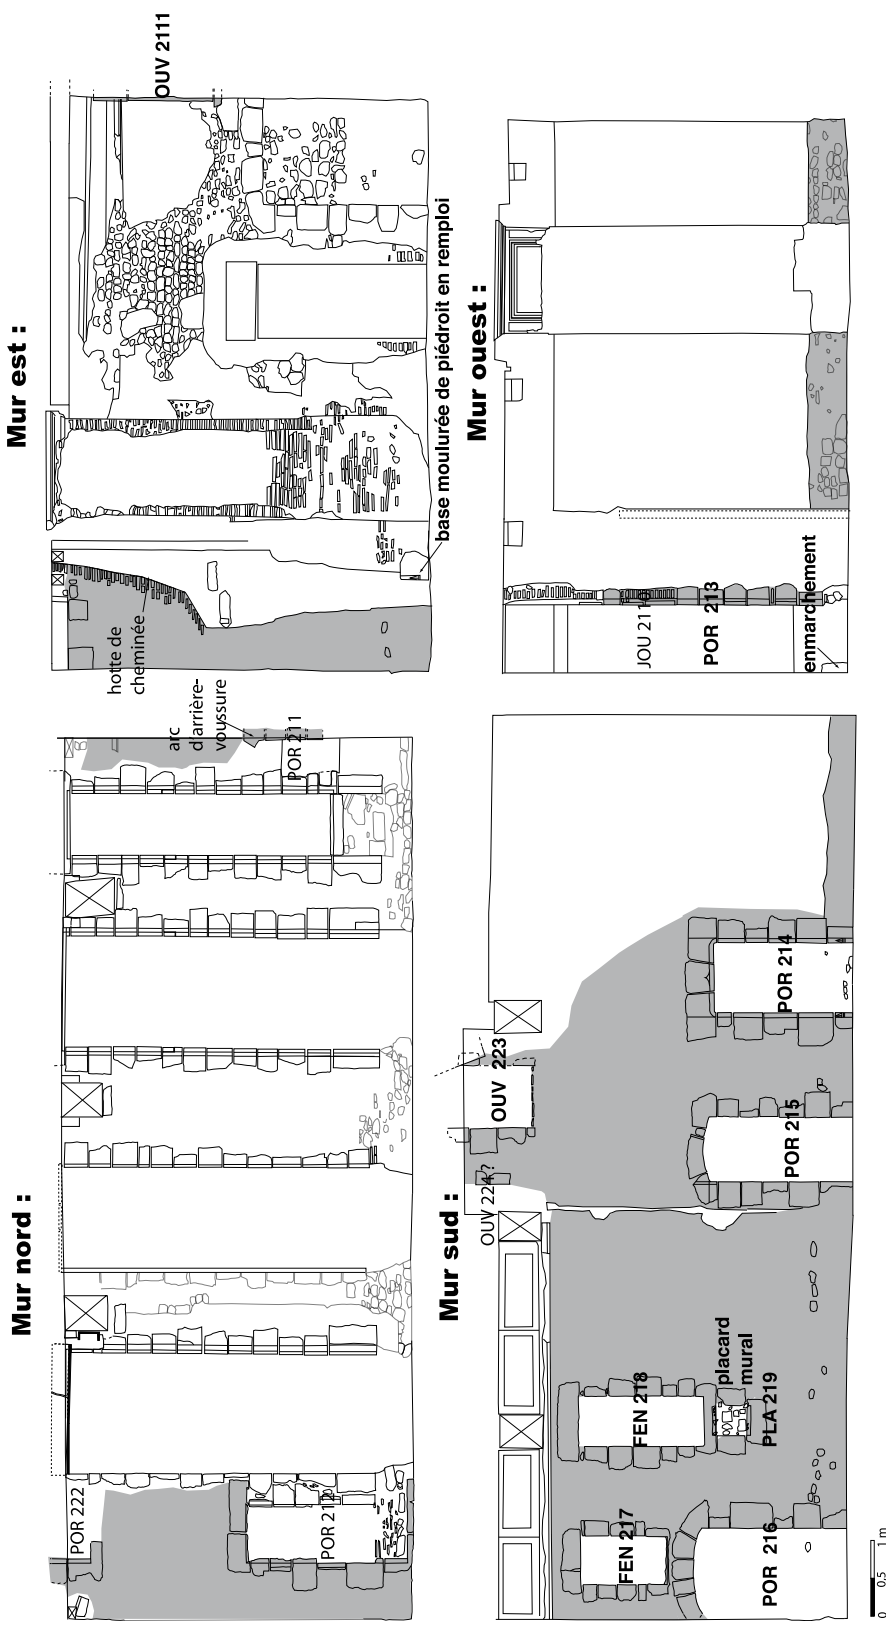 Mur nord :
POR 222
POR 212
arc
d'arrière-
voussure
POR 211
Mur est :
hotte de
cheminée
OUV 2111
base moulurée de piédroit en remploi
Mur sud :
OUV 224 ?
OUV 223
FEN 217
FEN 218
placard
mural
PLA 219
POR 216
POR 215
POR 214
Mur ouest :
JOU 2110
POR 213
enmarchement
0 0.5 1 m